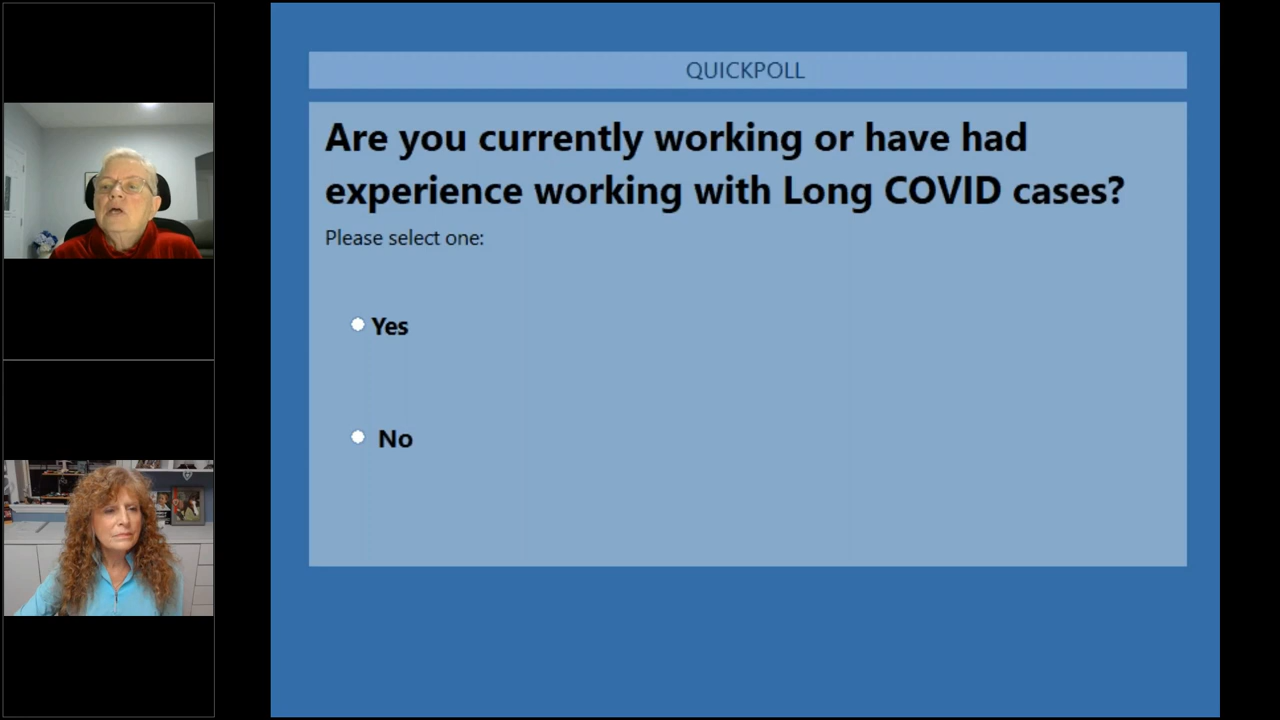 QUICKPOLL
Are you currently working or have had
experience working with Long COVID cases?
Please select one:
Yes
No